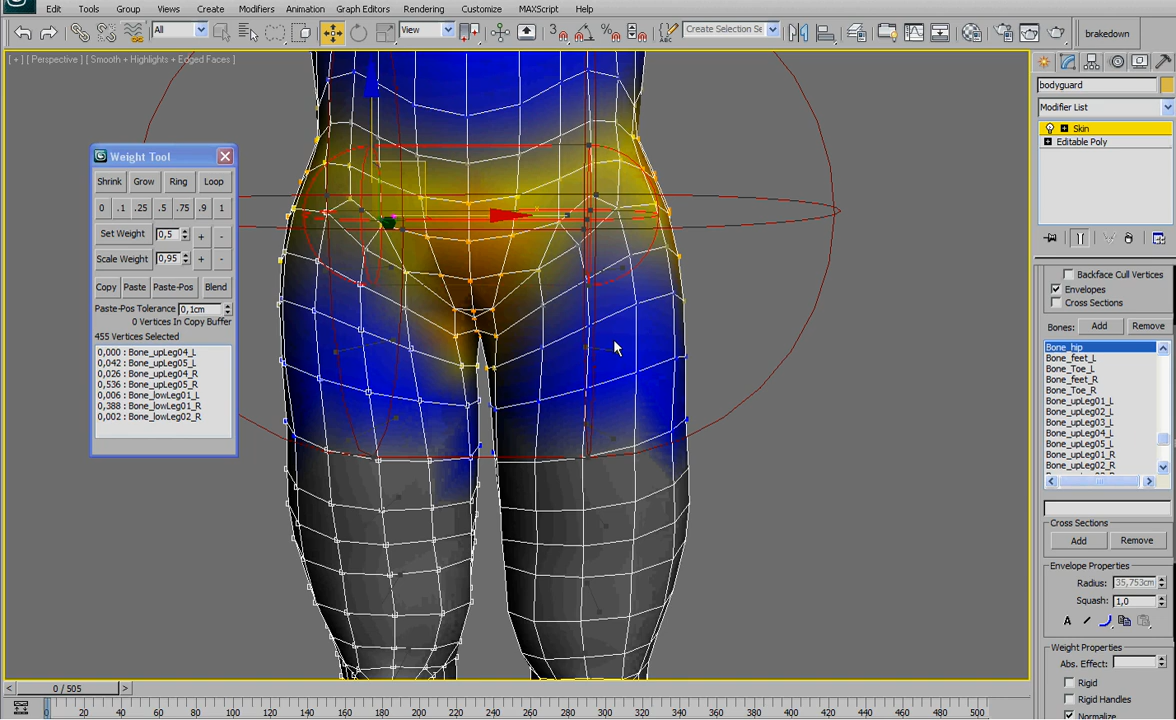 Edit Tools Group Views Create Modifiers Animation Graph Editors Rendering Customize MAXScript Help
All View 3 Create Selection Se brakedown
[ + ] [ Perspective ] [ Smooth + Highlights + Edged Faces ]
bodyguard
Modifier List
Skin
Editable Poly
Weight Tool
Shrink Grow Ring Loop
0 .1 .25 .5 .75 .9 1
Set Weight 0,5 + -
Scale Weight 0,95 + -
Copy Paste Paste-Pos Blend
Paste-Pos Tolerance 0,1cm
0 Vertices In Copy Buffer
455 Vertices Selected
0,000 : Bone_upLeg04_L
0,042 : Bone_upLeg05_L
0,026 : Bone_upLeg04_R
0,536 : Bone_upLeg05_R
0,006 : Bone_lowLeg01_L
0,388 : Bone_lowLeg01_R
0,002 : Bone_lowLeg02_R
Backface Cull Vertices
Envelopes
Cross Sections
Bones: Add Remove
Bone_hip
Bone_feet_L
Bone_Toe_L
Bone_feet_R
Bone_Toe_R
Bone_upLeg01_L
Bone_upLeg02_L
Bone_upLeg03_L
Bone_upLeg04_L
Bone_upLeg05_L
Bone_upLeg01_R
Bone_upLeg02_R
Cross Sections
Add Remove
Envelope Properties
Radius: 35,753cm
Squash: 1,0
A
Weight Properties
Abs. Effect:
Rigid
Rigid Handles
Normalize
< 0 / 505 >
0 20 40 60 80 100 120 140 160 180 200 220 240 260 280 300 320 340 360 380 400 420 440 460 480 500